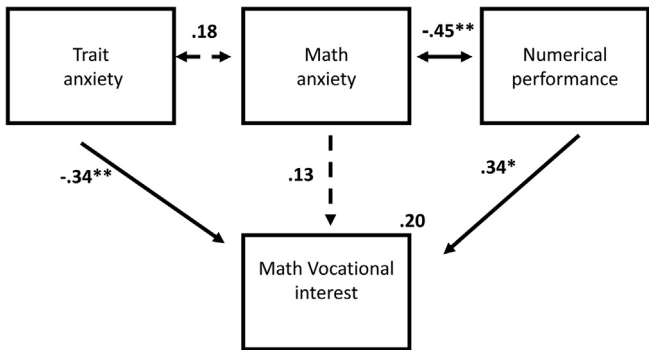 .18
-.45**
Trait
anxiety
Math
anxiety
Numerical
performance
-.34**
.13
.34*
.20
Math Vocational
interest